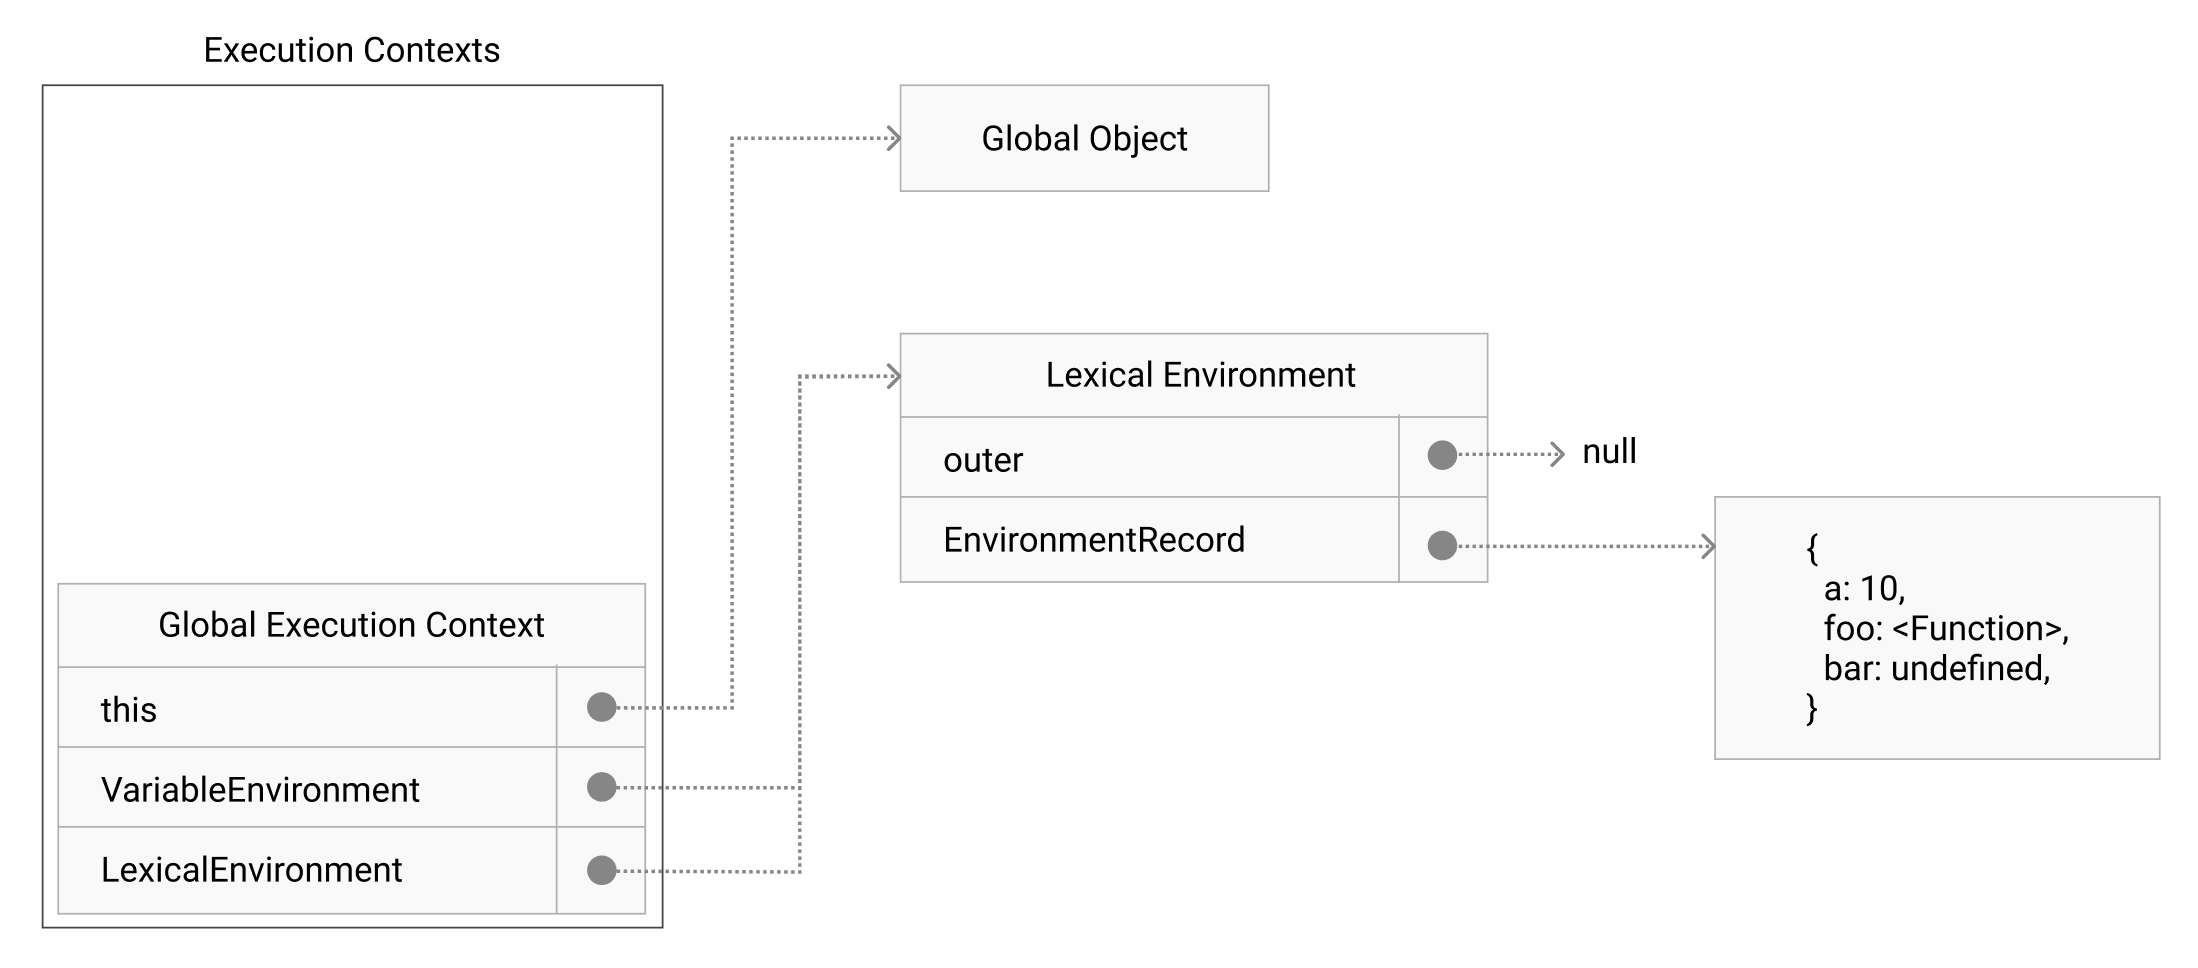 Execution Contexts
Global Object
Lexical Environment
outer
null
EnvironmentRecord
{
a: 10,
foo: <Function>,
bar: undefined,
}
Global Execution Context
this
VariableEnvironment
LexicalEnvironment